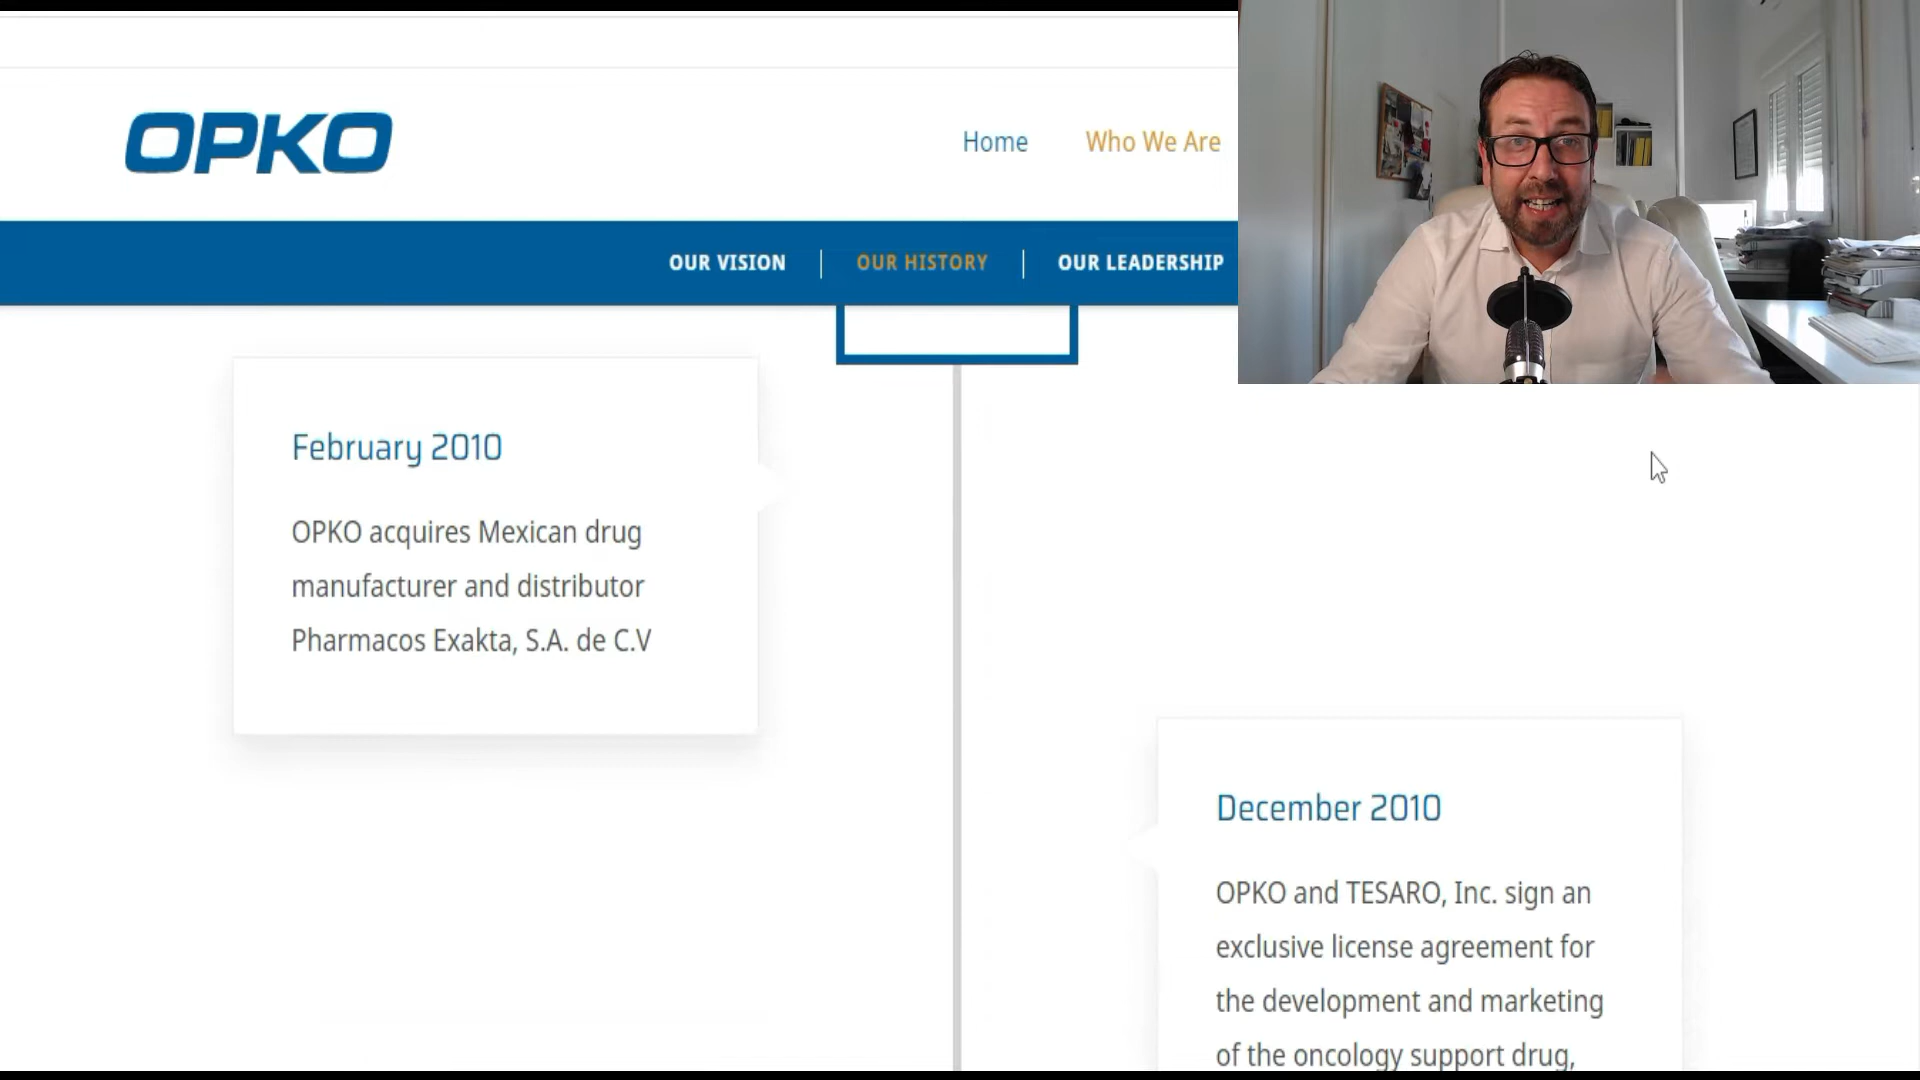 OPKO
Home
Who We Are
OUR VISION
OUR HISTORY
OUR LEADERSHIP
February 2010
OPKO acquires Mexican drug
manufacturer and distributor
Pharmacos Exakta, S.A. de C.V
December 2010
OPKO and TESARO, Inc. sign an
exclusive license agreement for
the development and marketing
of the oncology support drug,